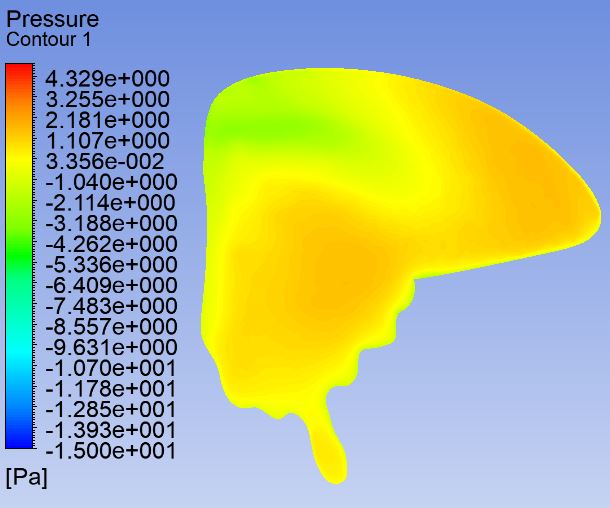 Pressure
Contour 1
4.329e+000
3.255e+000
2.181e+000
1.107e+000
3.356e-002
-1.040e+000
-2.114e+000
-3.188e+000
-4.262e+000
-5.336e+000
-6.409e+000
-7.483e+000
-8.557e+000
-9.631e+000
-1.070e+001
-1.178e+001
-1.285e+001
-1.393e+001
-1.500e+001
[Pa]